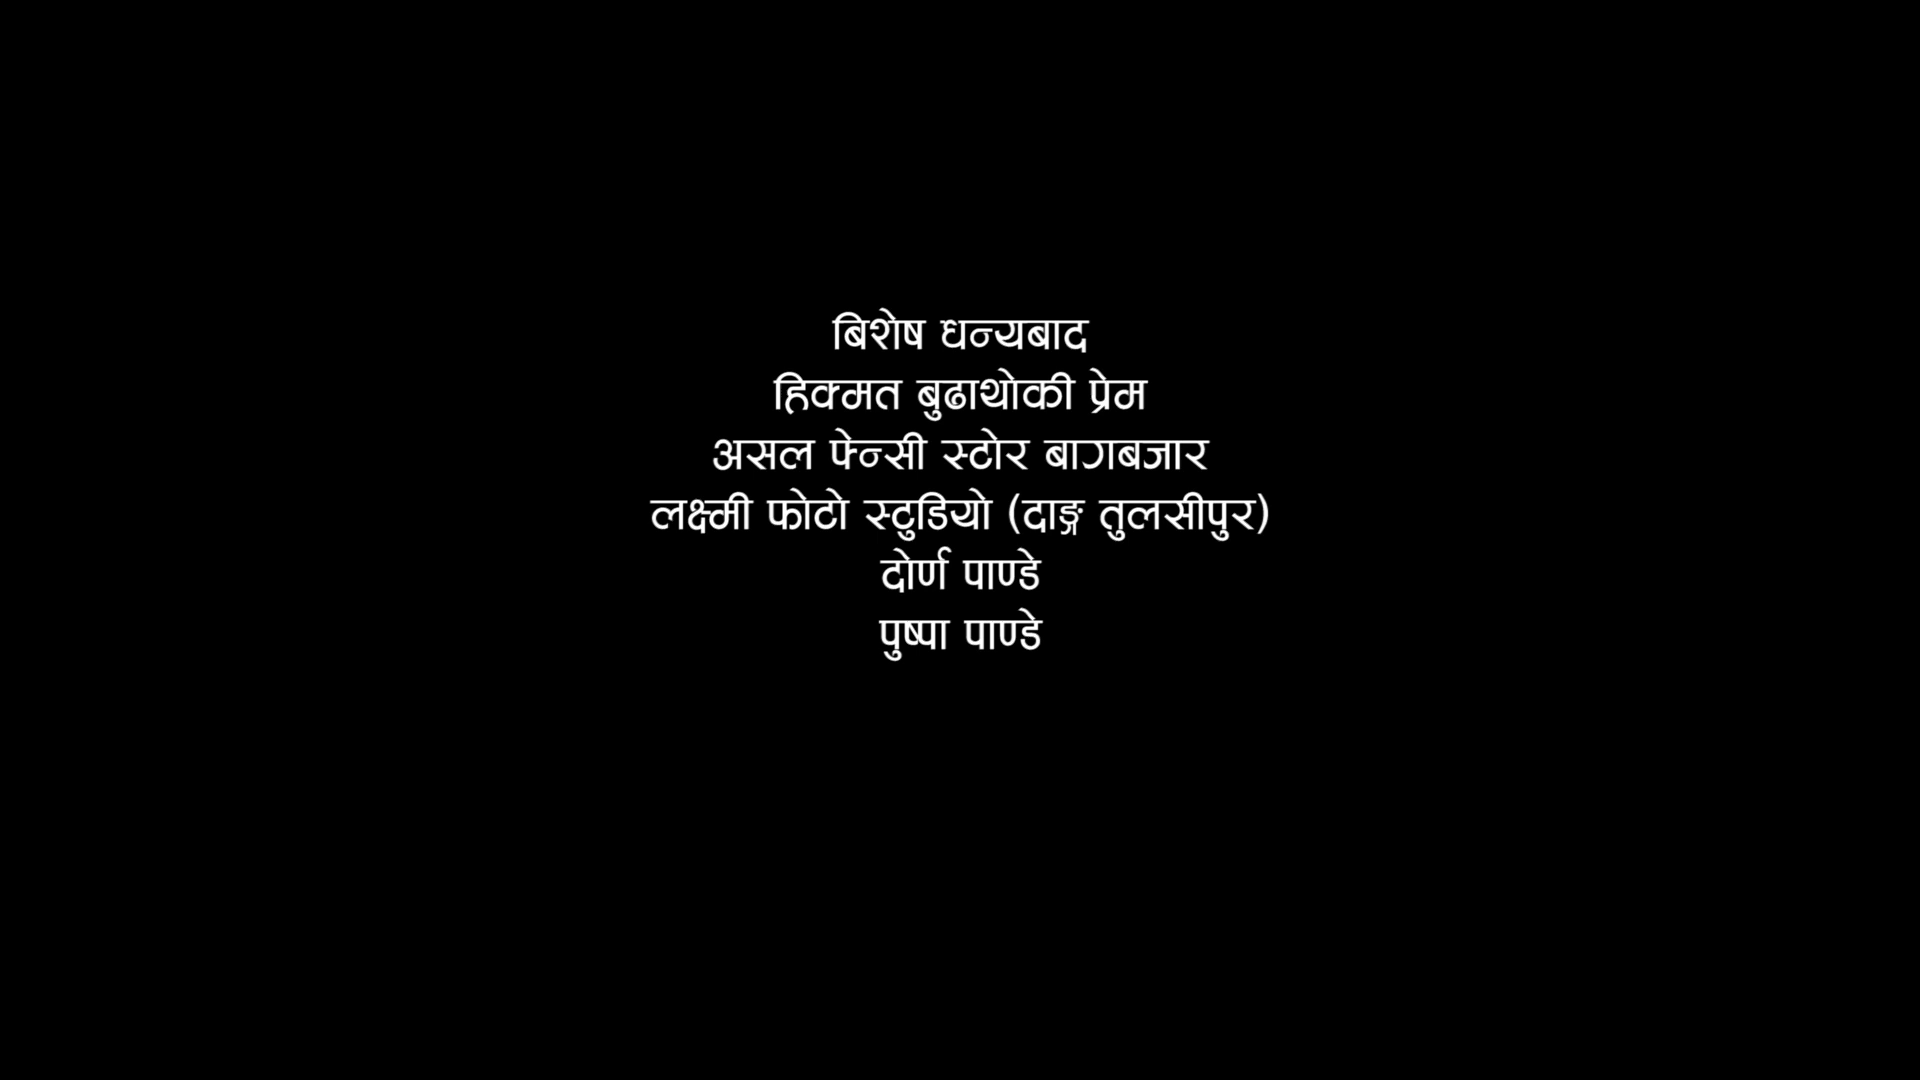 बिशेष धन्यबाद
हिक्मत बुढाथोकी प्रेम
असल फेन्सी स्टोर बागबजार
लक्ष्मी फोटो स्टुडियो (दाङ्ग तुलसीपुर)
दोर्ण पाण्डे
पुष्पा पाण्डे